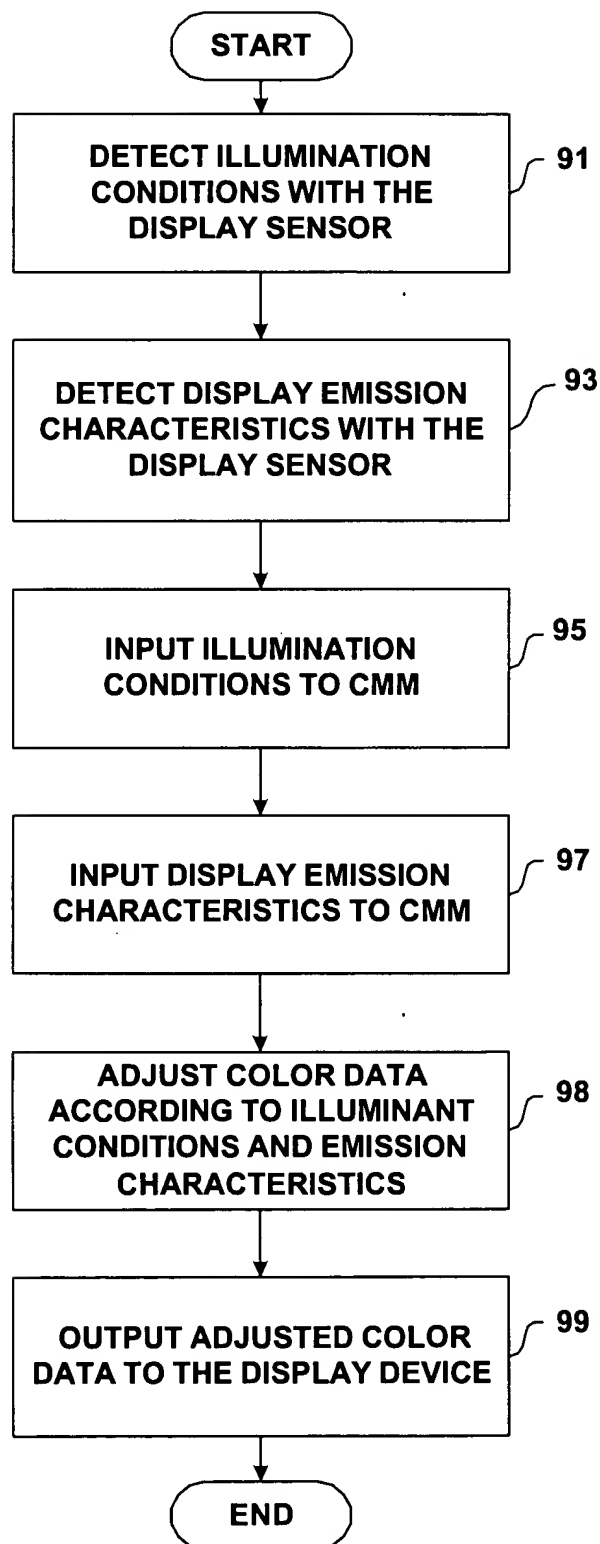 START
DETECT ILLUMINATION
CONDITIONS WITH THE
DISPLAY SENSOR
91
DETECT DISPLAY EMISSION
CHARACTERISTICS WITH THE
DISPLAY SENSOR
93
INPUT ILLUMINATION
CONDITIONS TO CMM
95
INPUT DISPLAY EMISSION
CHARACTERISTICS TO CMM
97
ADJUST COLOR DATA
ACCORDING TO ILLUMINANT
CONDITIONS AND EMISSION
CHARACTERISTICS
98
OUTPUT ADJUSTED COLOR
DATA TO THE DISPLAY DEVICE
99
END